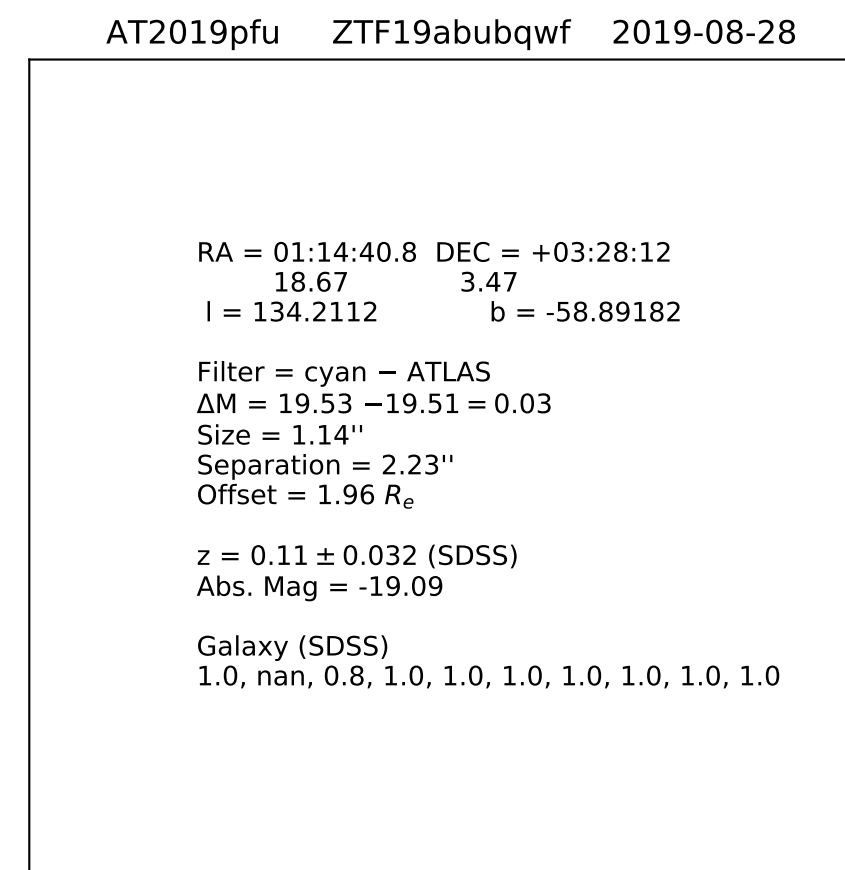 AT2019pfu ZTF19abubqwf 2019-08-28
RA = 01:14:40.8 DEC = +03:28:12
18.67 3.47
l = 134.2112 b = -58.89182
Filter = cyan − ATLAS
ΔM = 19.53 −19.51 = 0.03
Size = 1.14''
Separation = 2.23''
Offset = 1.96 Rₑ
z = 0.11 ± 0.032 (SDSS)
Abs. Mag = -19.09
Galaxy (SDSS)
1.0, nan, 0.8, 1.0, 1.0, 1.0, 1.0, 1.0, 1.0, 1.0